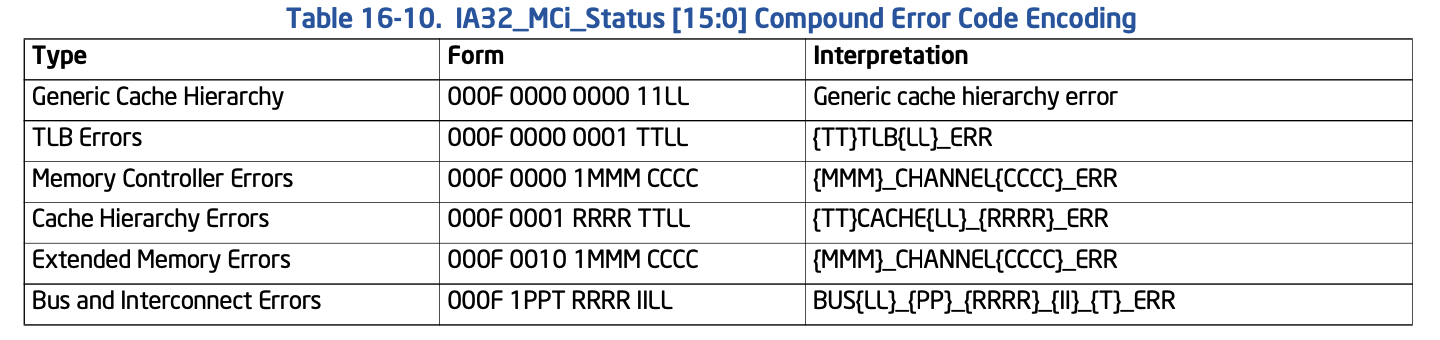 Table 16-10. IA32_MCi_Status [15:0] Compound Error Code Encoding
Type Form Interpretation
Generic Cache Hierarchy 000F 0000 0000 11LL Generic cache hierarchy error
TLB Errors 000F 0000 0001 TTLL {TT}TLB{LL}_ERR
Memory Controller Errors 000F 0000 1MMM CCCC {MMM}_CHANNEL{CCCC}_ERR
Cache Hierarchy Errors 000F 0001 RRRR TTLL {TT}CACHE{LL}_{RRRR}_ERR
Extended Memory Errors 000F 0010 1MMM CCCC {MMM}_CHANNEL{CCCC}_ERR
Bus and Interconnect Errors 000F 1PPT RRRR IILL BUS{LL}_{PP}_{RRRR}_{II}_{T}_ERR